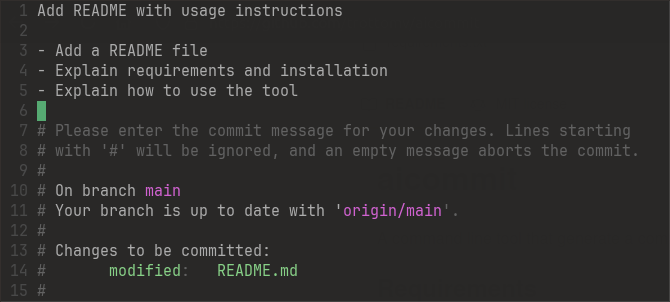 1 Add README with usage instructions
2
3 - Add a README file
4 - Explain requirements and installation
5 - Explain how to use the tool
6
7 # Please enter the commit message for your changes. Lines starting
8 # with '#' will be ignored, and an empty message aborts the commit.
9 #
10 # On branch main
11 # Your branch is up to date with 'origin/main'.
12 #
13 # Changes to be committed:
14 #       modified:   README.md
15 #